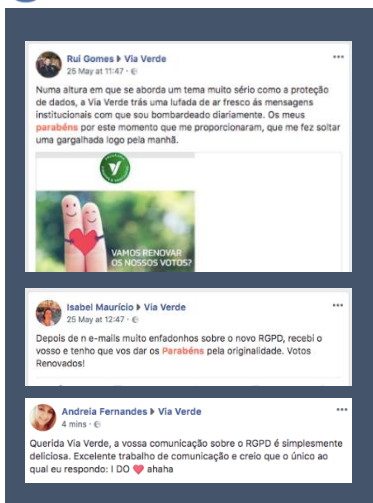 Rui Gomes ▸ Via Verde
25 May at 11:47 ·
Numa altura em que se aborda um tema muito sério como a proteção
de dados, a Via Verde trás uma lufada de ar fresco ás mensagens
institucionais com que sou bombardeado diariamente. Os meus
parabéns por este momento que me proporcionaram, que me fez soltar
uma gargalhada logo pela manhã.
VAMOS RENOVAR
OS NOSSOS VOTOS?
Isabel Maurício ▸ Via Verde
25 May at 12:47 ·
Depois de n e-mails muito enfadonhos sobre o novo RGPD, recebi o
vosso e tenho que vos dar os Parabéns pela originalidade. Votos
Renovados!
Andreia Fernandes ▸ Via Verde
4 mins ·
Querida Via Verde, a vossa comunicação sobre o RGPD é simplesmente
deliciosa. Excelente trabalho de comunicação e creio que o único ao
qual eu respondo: I DO ❤️ ahaha